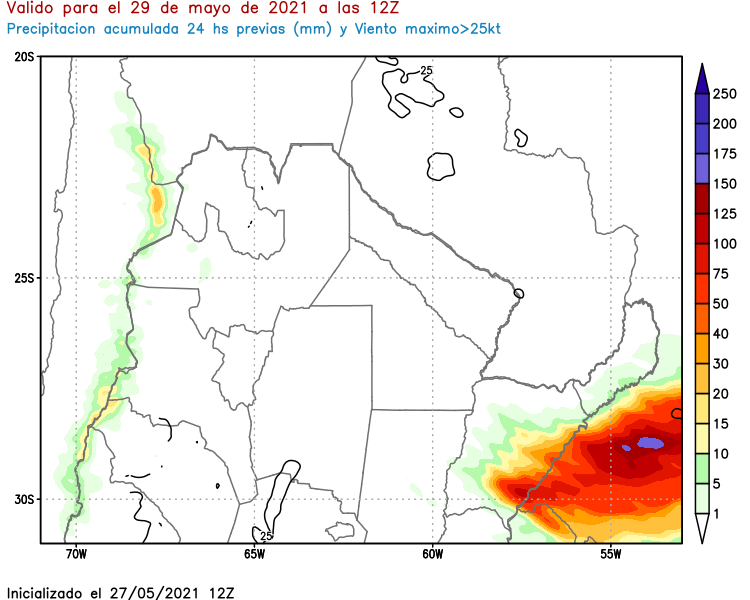 Valido para el 29 de mayo de 2021 a las 12Z
Precipitacion acumulada 24 hs previas (mm) y Viento maximo>25kt
20S
25S
30S
70W
65W
60W
55W
25
25
250
200
175
150
125
100
75
50
40
30
20
15
10
5
1
Inicializado el 27/05/2021 12Z